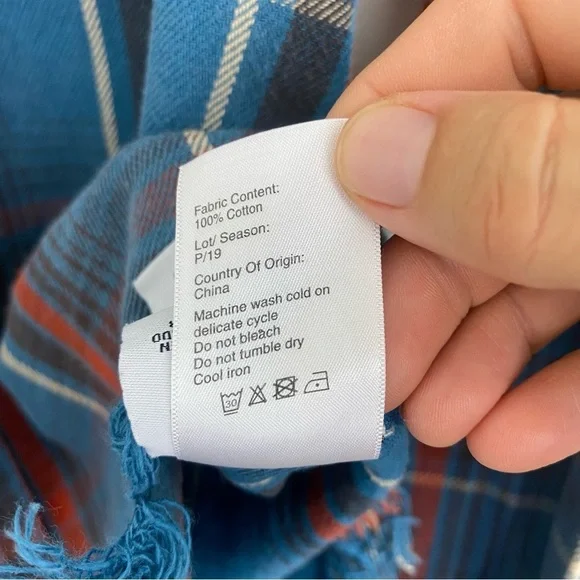 Fabric Content:
100% Cotton
Lot/ Season:
P/19
Country Of Origin:
China
Machine wash cold on
delicate cycle
Do not bleach
Do not tumble dry
Cool iron
30